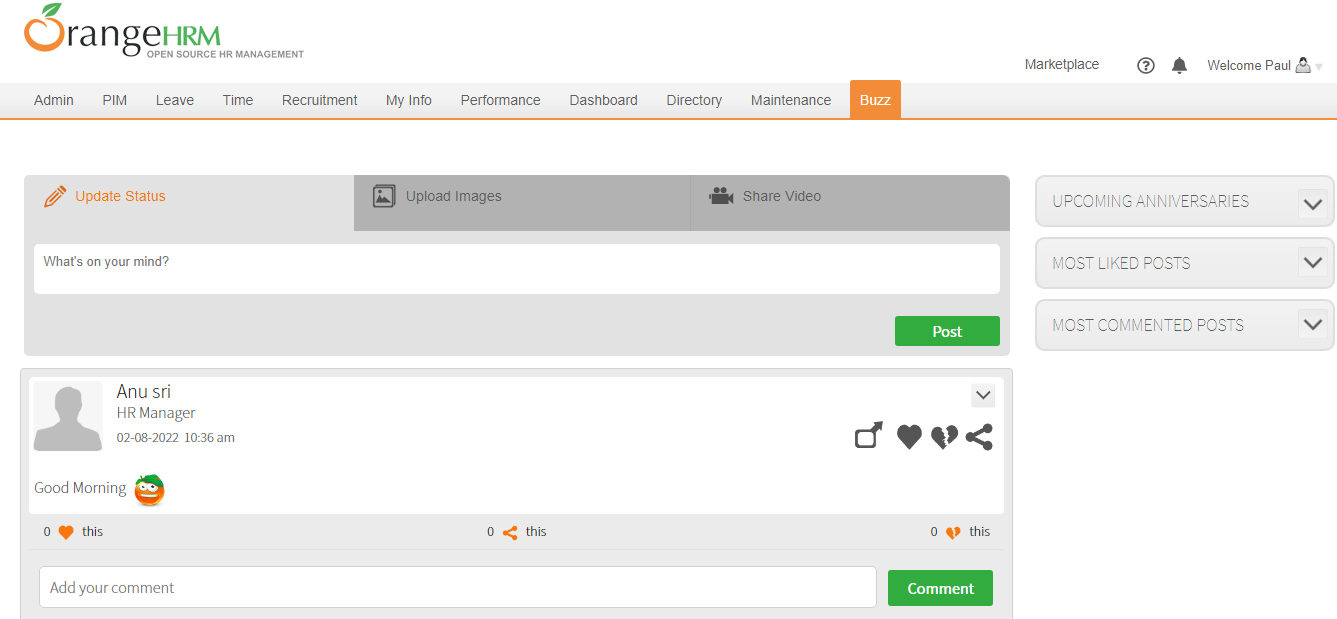 OrangeHRM
OPEN SOURCE HR MANAGEMENT
Marketplace
Welcome Paul
Admin PIM Leave Time Recruitment My Info Performance Dashboard Directory Maintenance Buzz
Update Status Upload Images Share Video
What's on your mind?
Post
UPCOMING ANNIVERSARIES
MOST LIKED POSTS
MOST COMMENTED POSTS
Anu sri
HR Manager
02-08-2022 10:36 am
Good Morning
0 this 0 this 0 this
Add your comment
Comment